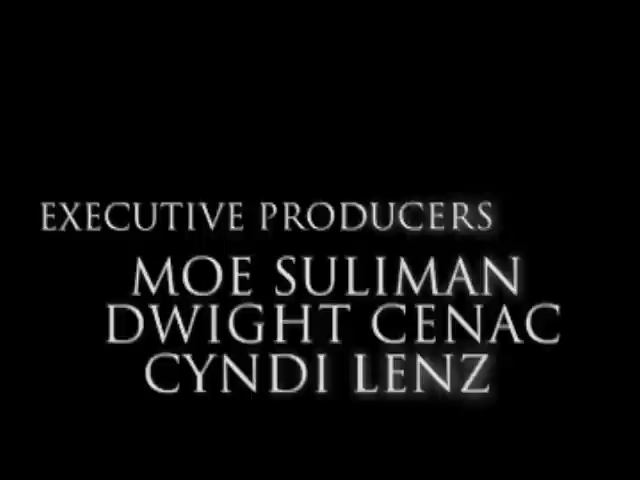 EXECUTIVE PRODUCERS
MOE SULIMAN
DWIGHT CENAC
CYNDI LENZ